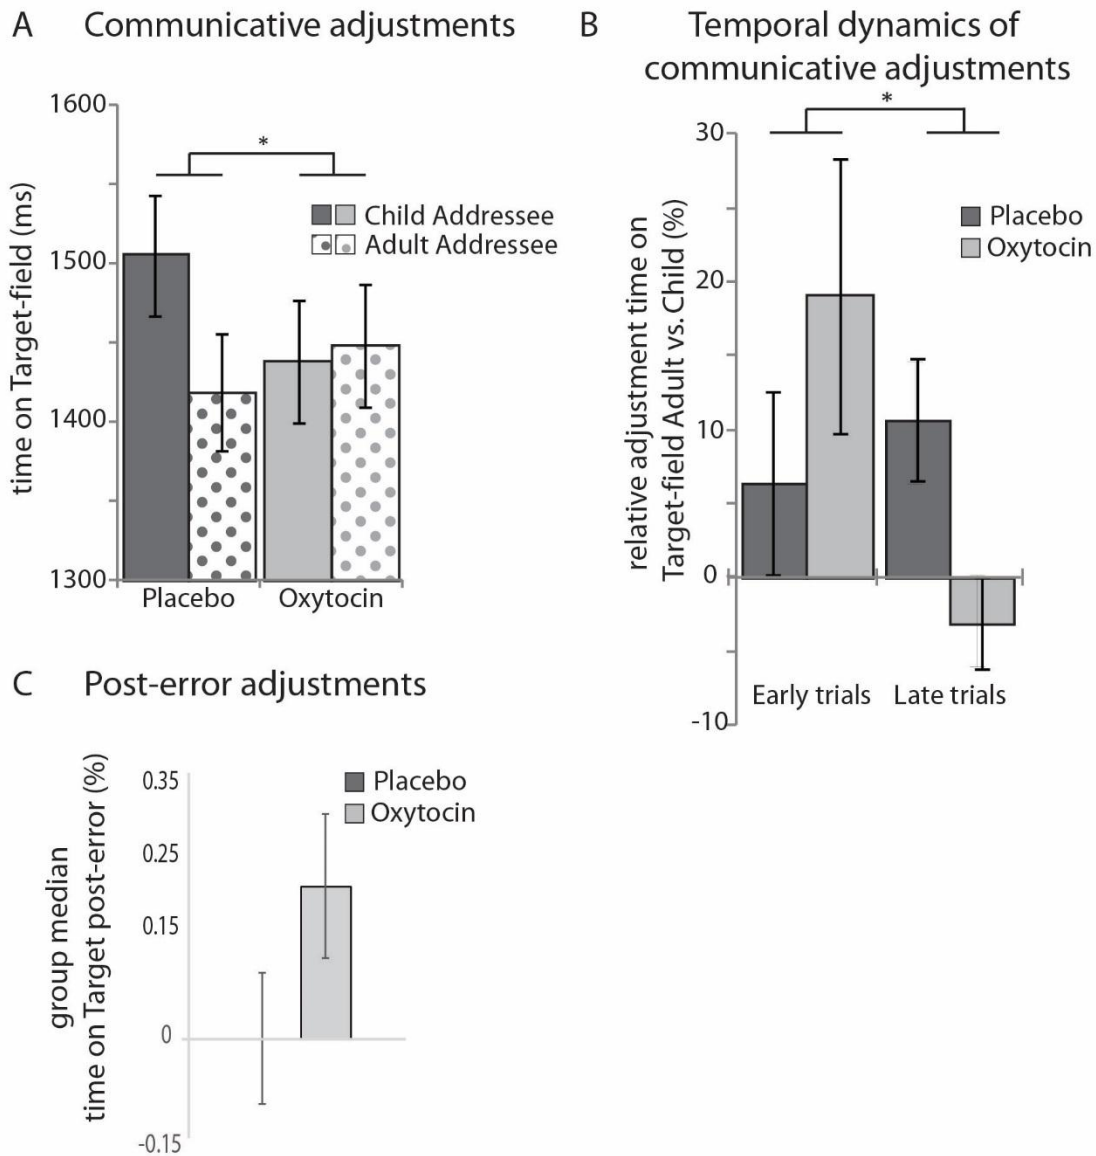 A Communicative adjustments
1600
1500
1400
1300
time on Target-field (ms)
*
Child Addressee
Adult Addressee
Placebo
Oxytocin
B Temporal dynamics of
communicative adjustments
*
30
20
10
0
-10
relative adjustment time on
Target-field Adult vs. Child (%)
Placebo
Oxytocin
Early trials
Late trials
C Post-error adjustments
0.35
0.25
0.15
0
-0.15
group median
time on Target post-error (%)
Placebo
Oxytocin